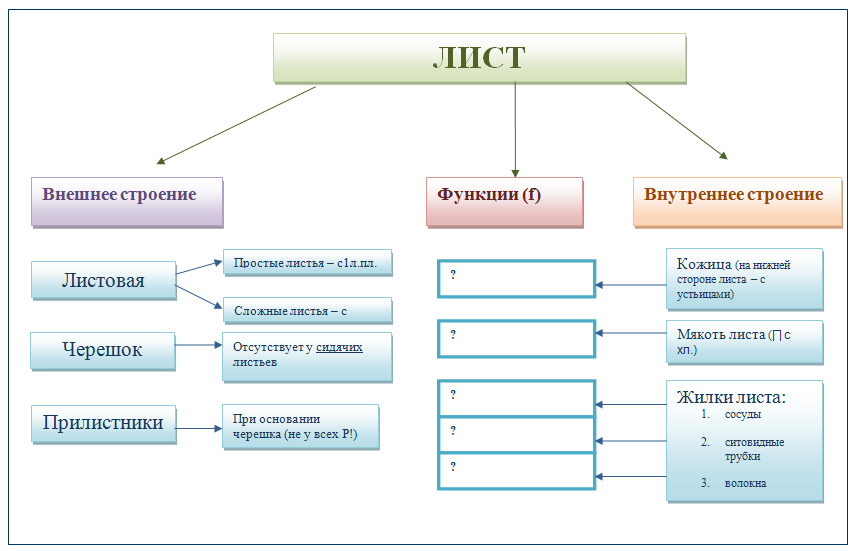 ЛИСТ
Внешнее строение
Функции (f)
Внутреннее строение
Листовая
Простые листья – с1л.пл.
Сложные листья – с
Черешок
Отсутствует у сидячих
листьев
Прилистники
При основании
черешка (не у всех Р!)
?
?
?
?
?
Кожица (на нижней
стороне листа – с
устьицами)
Мякоть листа (∏ с
хл.)
Жилки листа:
1. сосуды
2. ситовидные
трубки
3. волокна